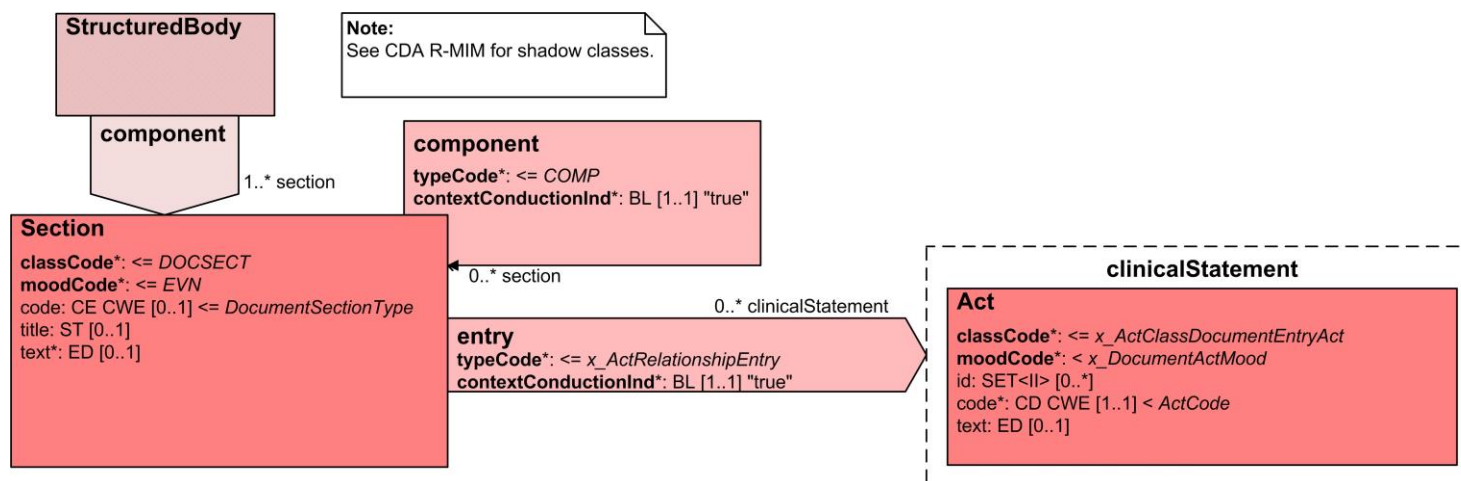 StructuredBody
Note:
See CDA R-MIM for shadow classes.
component
1..* section
component
typeCode*: <= COMP
contextConductionInd*: BL [1..1] "true"
0..* section
Section
classCode*: <= DOCSECT
moodCode*: <= EVN
code: CE CWE [0..1] <= DocumentSectionType
title: ST [0..1]
text*: ED [0..1]
0..* clinicalStatement
entry
typeCode*: <= x_ActRelationshipEntry
contextConductionInd*: BL [1..1] "true"
clinicalStatement
Act
classCode*: <= x_ActClassDocumentEntryAct
moodCode*: < x_DocumentActMood
id: SET<II> [0..*]
code*: CD CWE [1..1] < ActCode
text: ED [0..1]